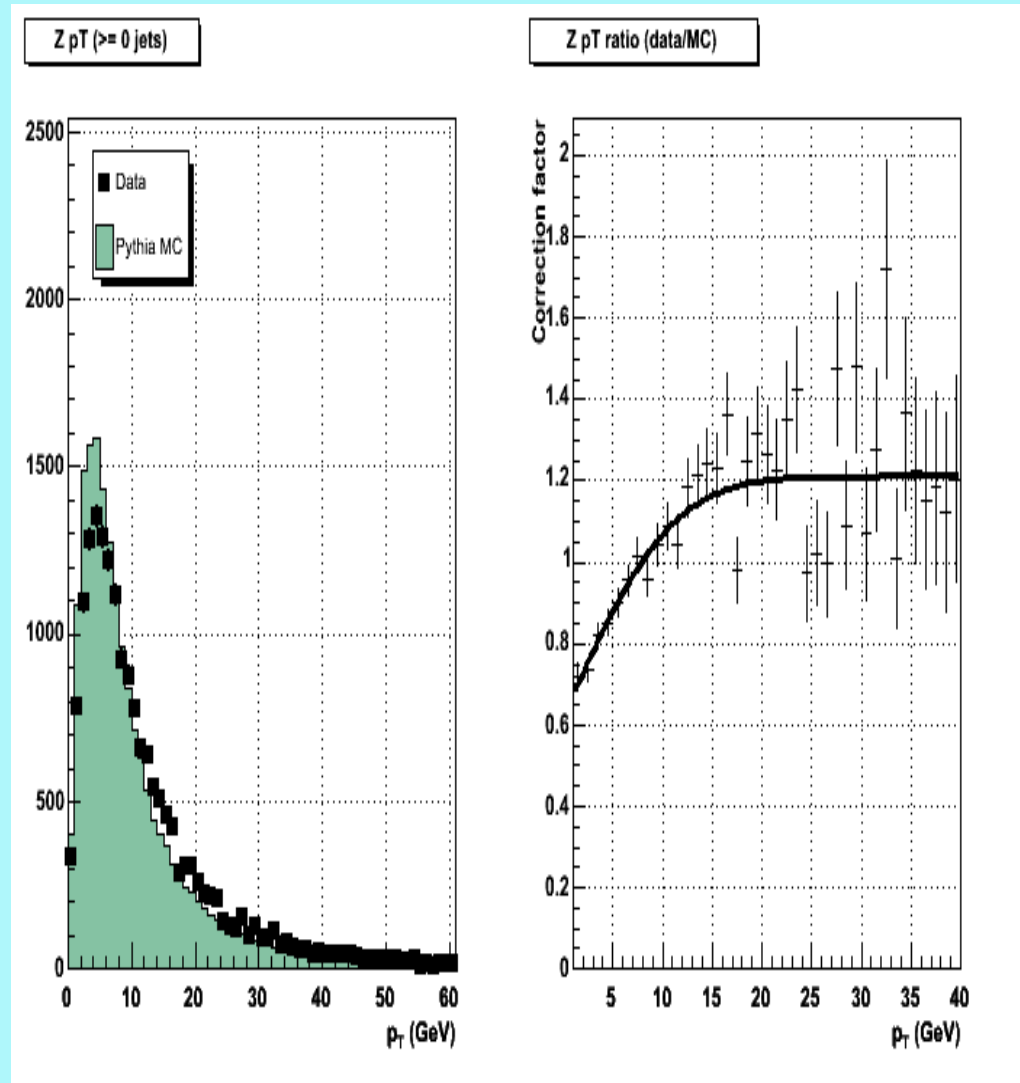 Z pT (>= 0 jets)
2500
2000
1500
1000
500
0
Data
Pythia MC
0 10 20 30 40 50 60
p_T (GeV)
Z pT ratio (data/MC)
Correction factor
2
1.8
1.6
1.4
1.2
1
0.8
0.6
0.4
0.2
0
5 10 15 20 25 30 35 40
p_T (GeV)